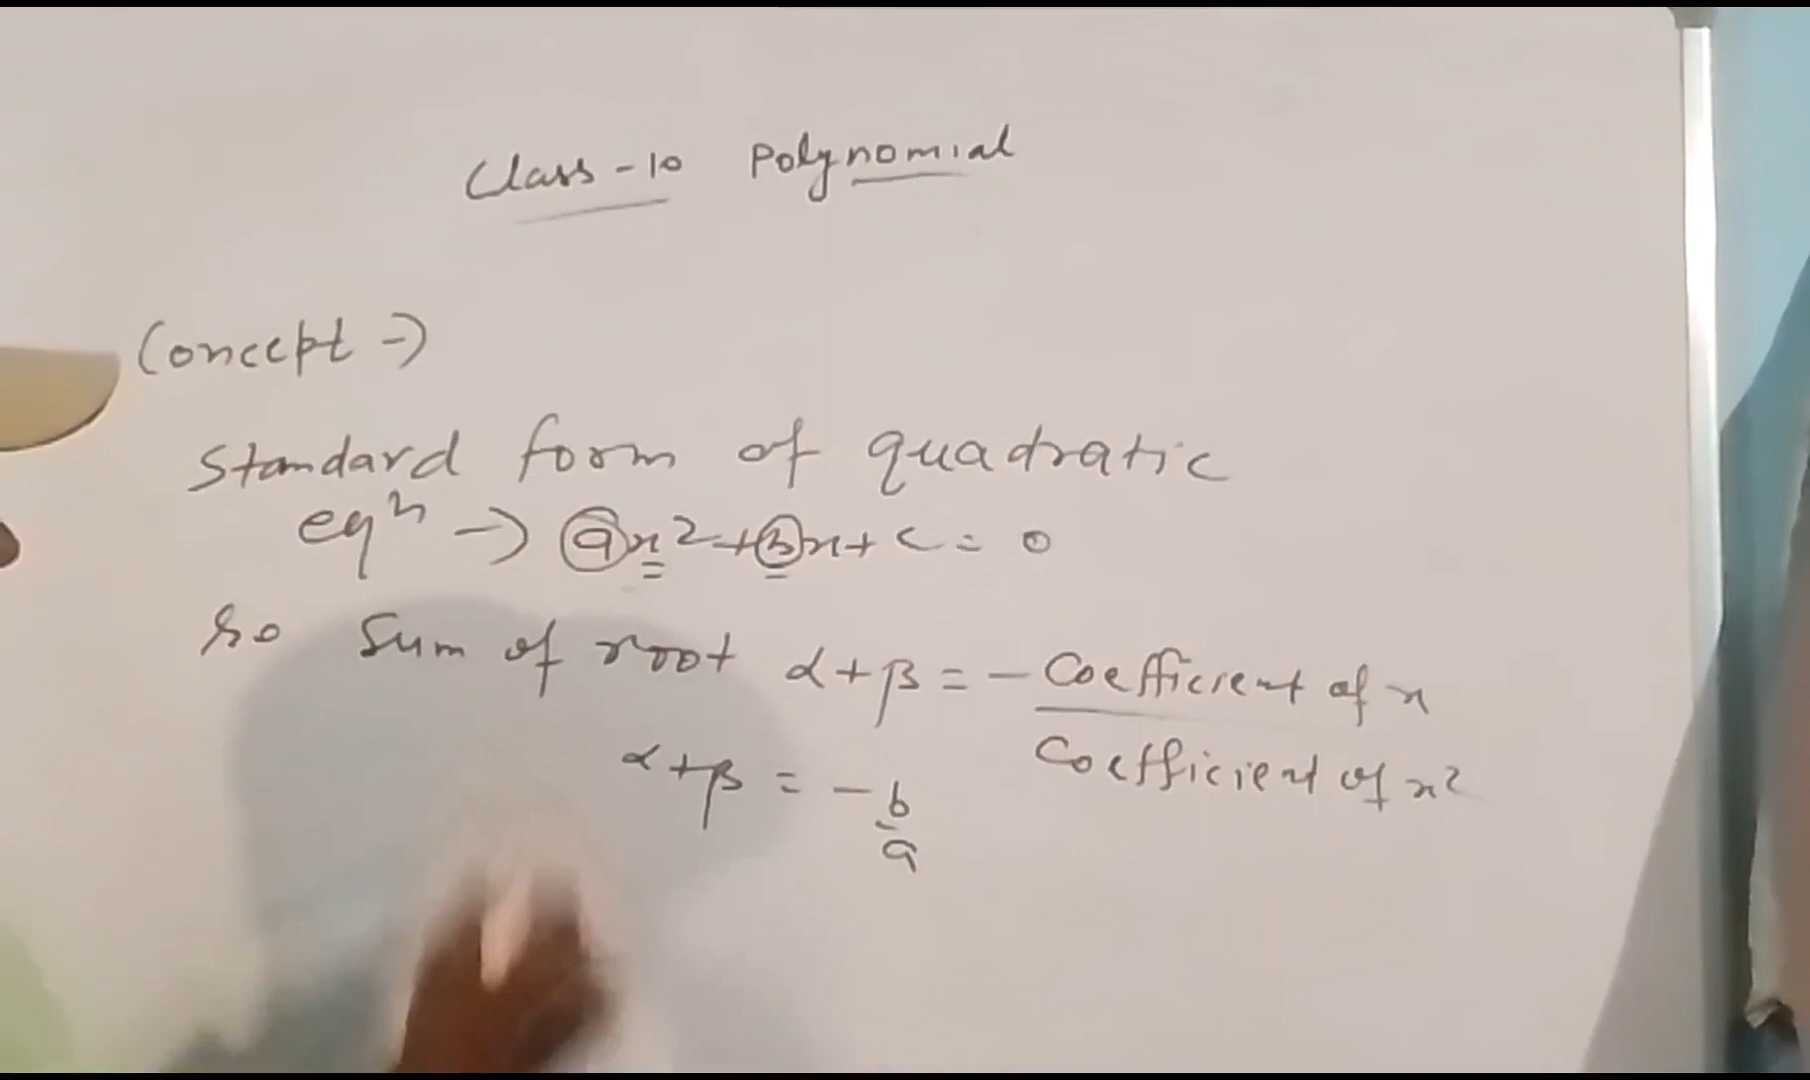 Class-10 Polynomial
Concept →
Standard form of quadratic
eqⁿ → ax²+bx+c=0
So Sum of root α+β = - Coefficient of x
Coefficient of x²
α+β = - b
a